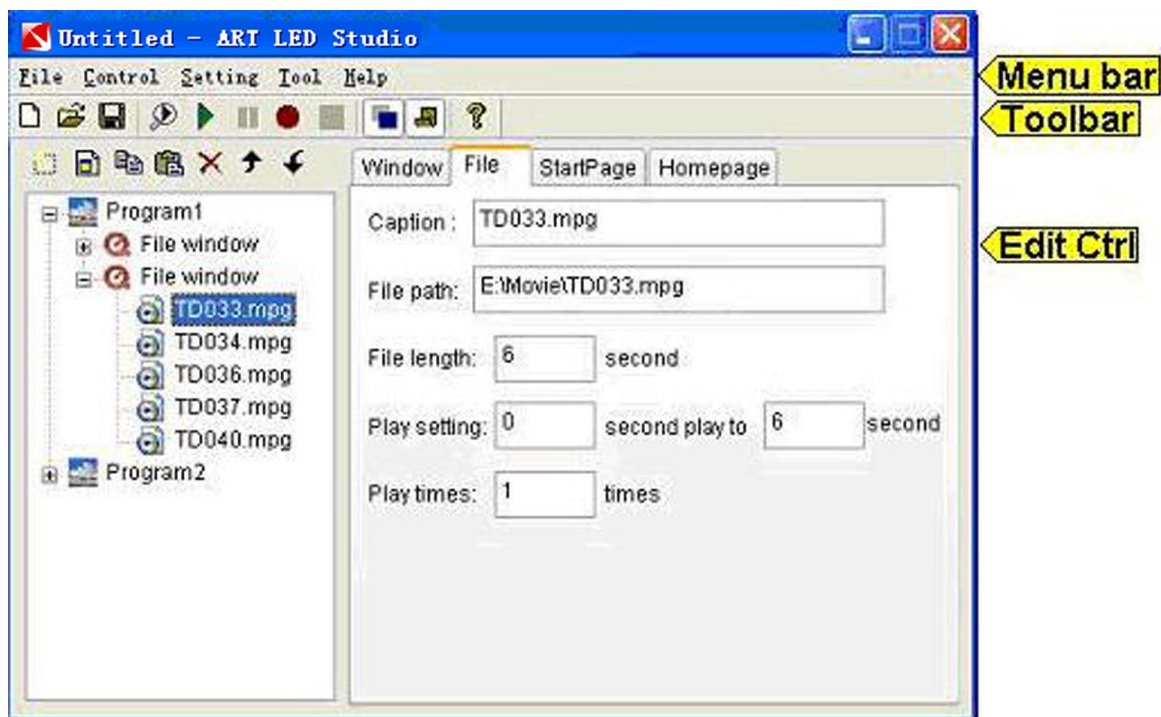 Untitled - ART LED Studio
File Control Setting Tool Help
Menu bar
Toolbar
Window File StartPage Homepage
Program1
File window
File window
TD033.mpg
TD034.mpg
TD036.mpg
TD037.mpg
TD040.mpg
Program2
Caption : TD033.mpg
File path: E:\Movie\TD033.mpg
File length: 6 second
Play setting: 0 second play to 6 second
Play times: 1 times
Edit Ctrl